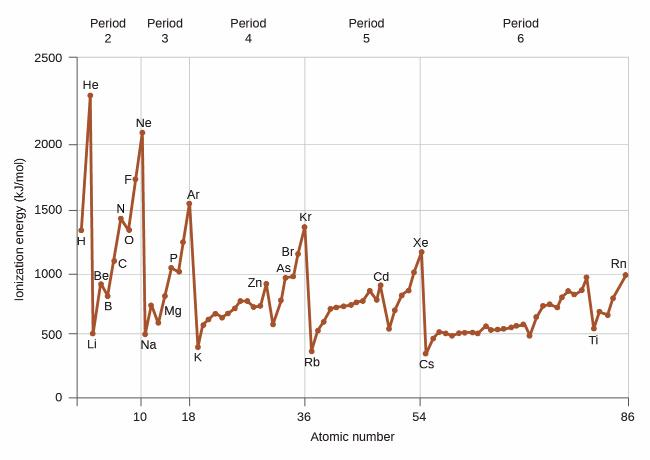 Period Period Period Period Period
2 3 4 5 6
2500
He
Ne
2000
F
N
Ar
1500
Kr
H
O
Xe
Br
C
P
As
Rn
1000
Be
Zn
Cd
B
Mg
500
Li
Na
Ti
K
Rb
Cs
0
10 18 36 54 86
Atomic number
Ionization energy (kJ/mol)